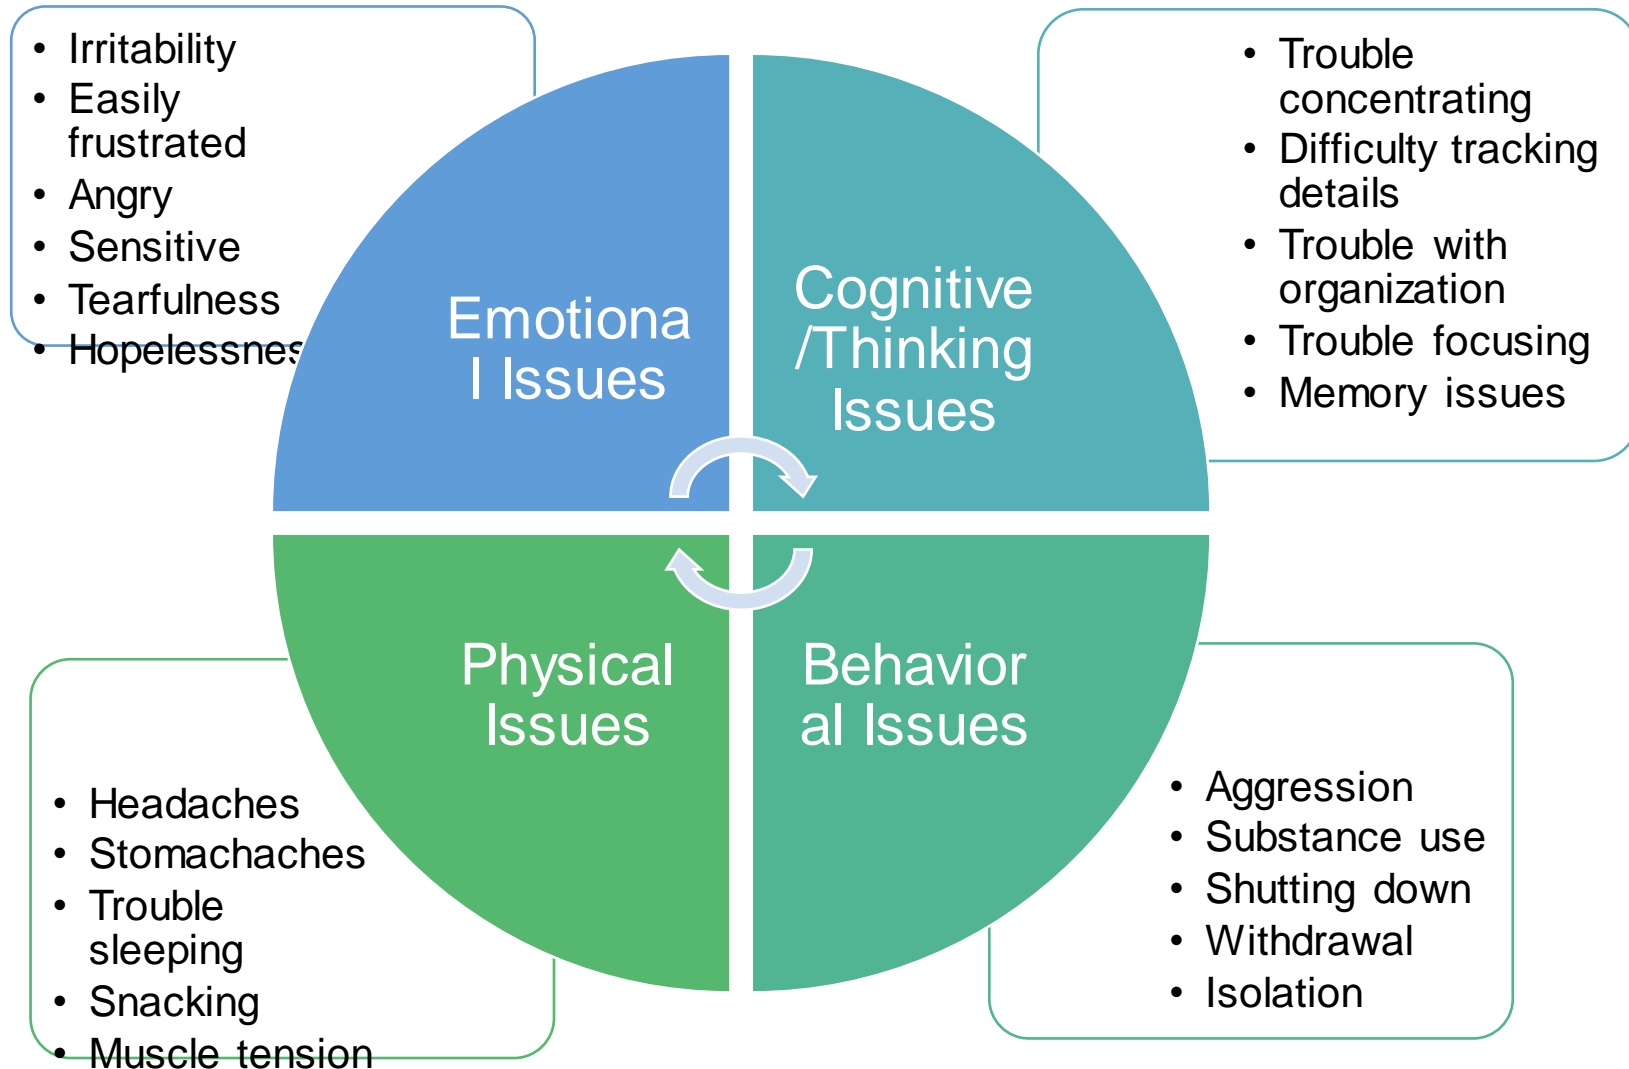 • Irritability
• Easily
frustrated
• Angry
• Sensitive
• Tearfulness
• Hopelessnes
Emotiona
l Issues
Cognitive
/Thinking
Issues
• Trouble
concentrating
• Difficulty tracking
details
• Trouble with
organization
• Trouble focusing
• Memory issues
Physical
Issues
Behavior
al Issues
• Headaches
• Stomachaches
• Trouble
sleeping
• Snacking
• Muscle tension
• Aggression
• Substance use
• Shutting down
• Withdrawal
• Isolation